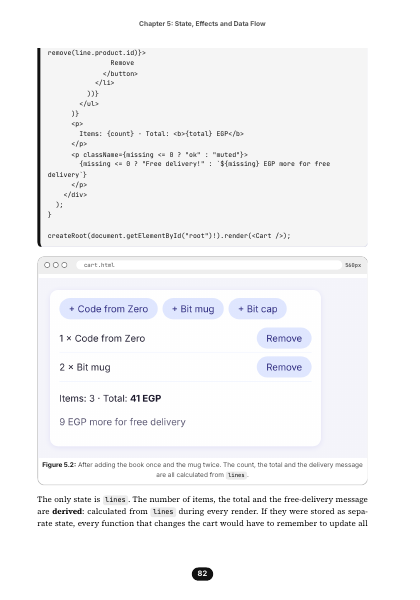 Chapter 5: State, Effects and Data Flow
remove(line.product.id)}>
Remove
</button>
</li>
))}
</ul>
)}
<p>
Items: {count} · Total: <b>{total} EGP</b>
</p>
<p className={missing <= 0 ? "ok" : "muted"}>
{missing <= 0 ? "Free delivery!" : `${missing} EGP more for free
delivery`}
</p>
</div>
);
}
createRoot(document.getElementById("root")!).render(<Cart />);
cart.html 560px
+ Code from Zero + Bit mug + Bit cap
1 × Code from Zero Remove
2 × Bit mug Remove
Items: 3 · Total: 41 EGP
9 EGP more for free delivery
Figure 5.2: After adding the book once and the mug twice. The count, the total and the delivery message
are all calculated from lines.
The only state is lines. The number of items, the total and the free-delivery message
are derived: calculated from lines during every render. If they were stored as sepa-
rate state, every function that changes the cart would have to remember to update all
82